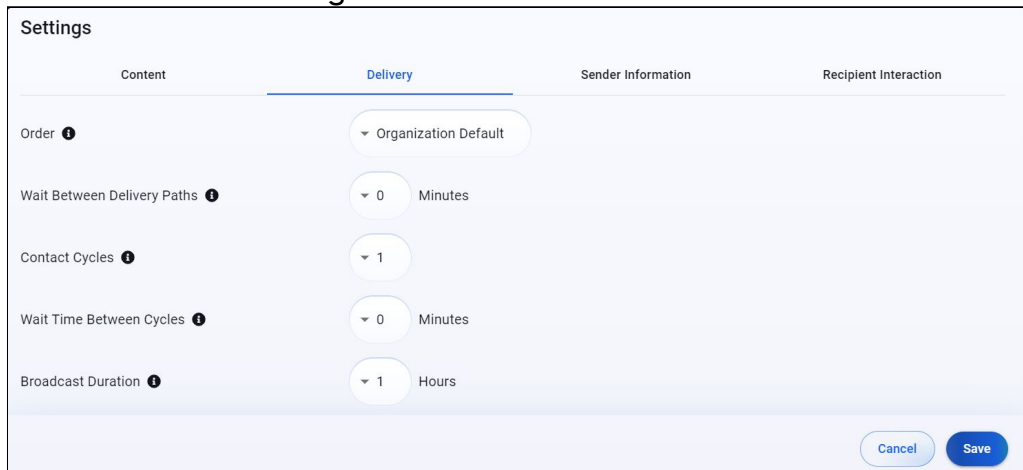 Settings
Content Delivery Sender Information Recipient Interaction
Order Organization Default
Wait Between Delivery Paths 0 Minutes
Contact Cycles 1
Wait Time Between Cycles 0 Minutes
Broadcast Duration 1 Hours
Cancel Save